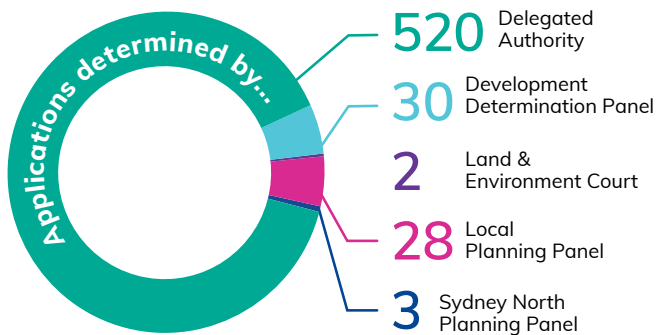 Applications determined by...
520 Delegated
Authority
30 Development
Determination Panel
2 Land &
Environment Court
28 Local
Planning Panel
3 Sydney North
Planning Panel